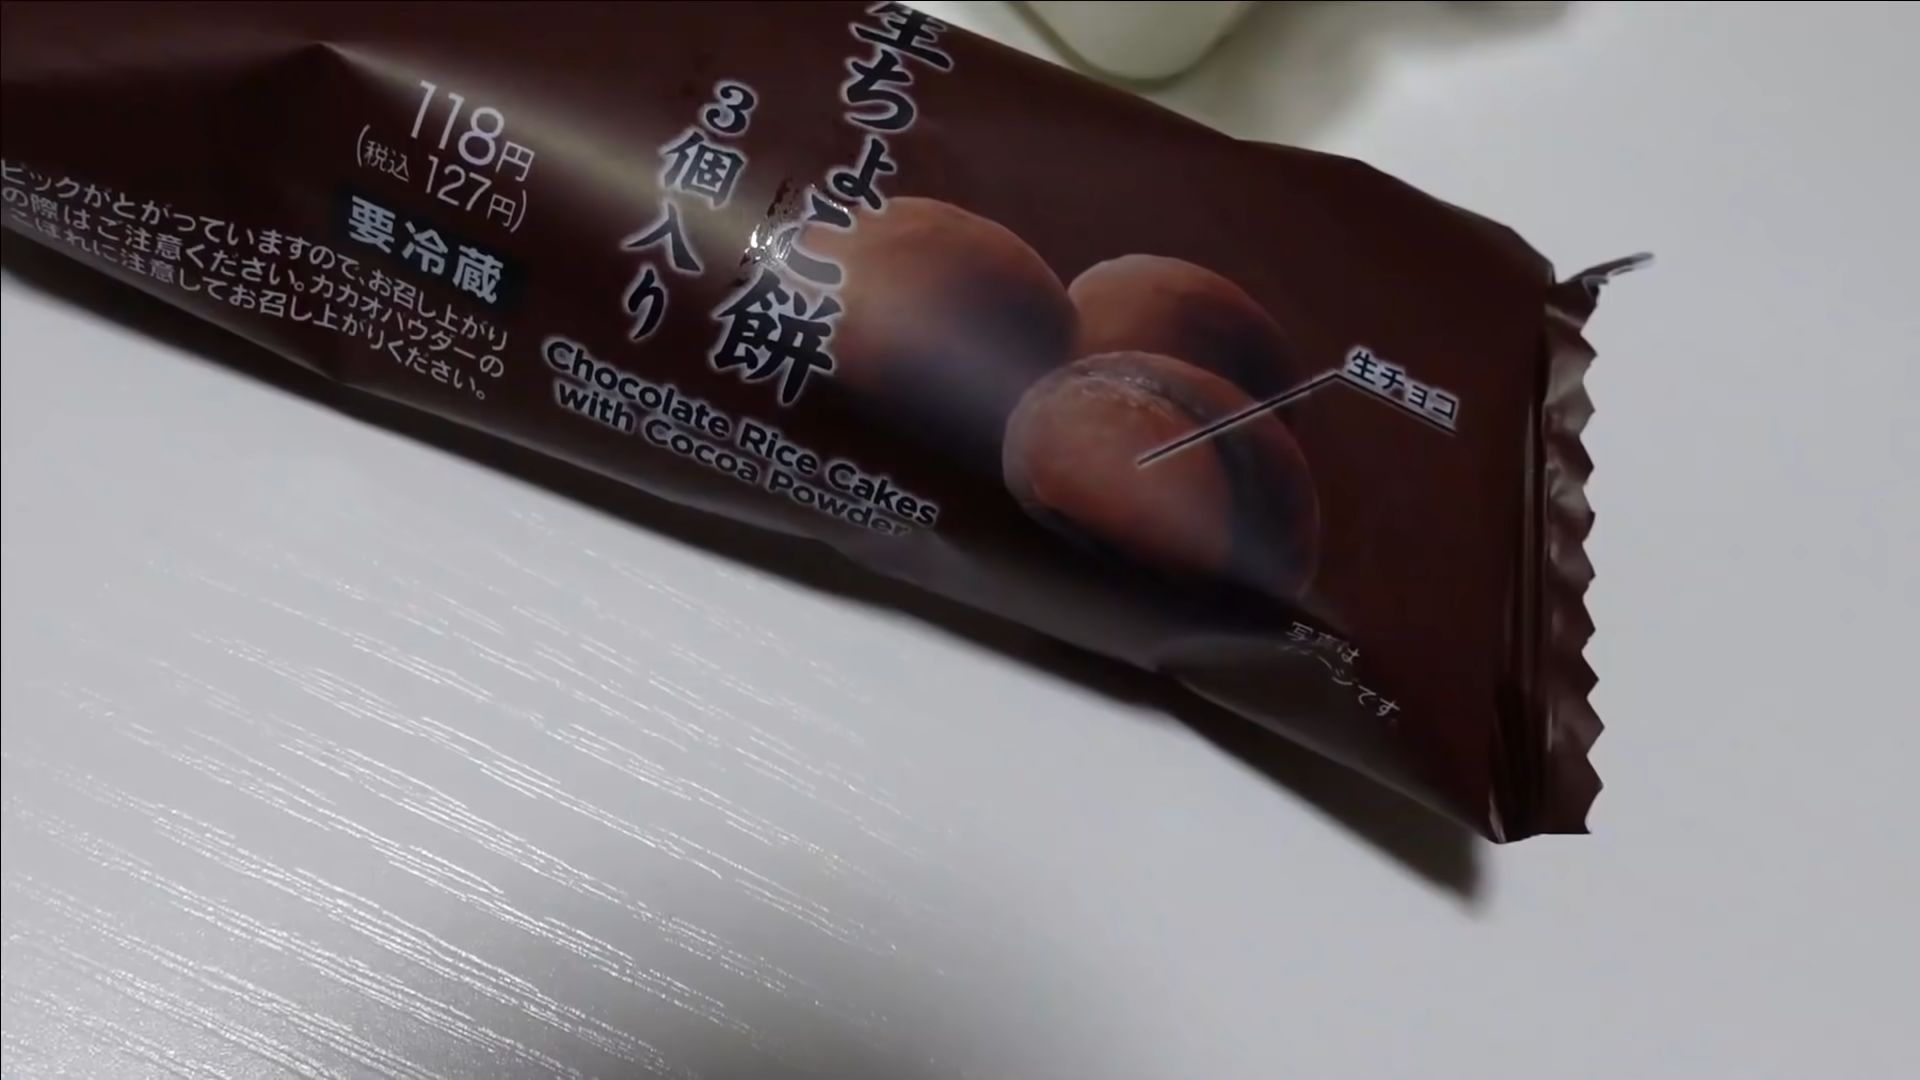 生ちょこ餅
3個入り
118円
(税込 127円)
要冷蔵
ピックがとがっていますので、お召し上がり
の際はご注意ください。カカオパウダーの
こぼれに注意してお召し上がりください。
Chocolate Rice Cakes
with Cocoa Powder
生チョコ
写真は
イメージです。